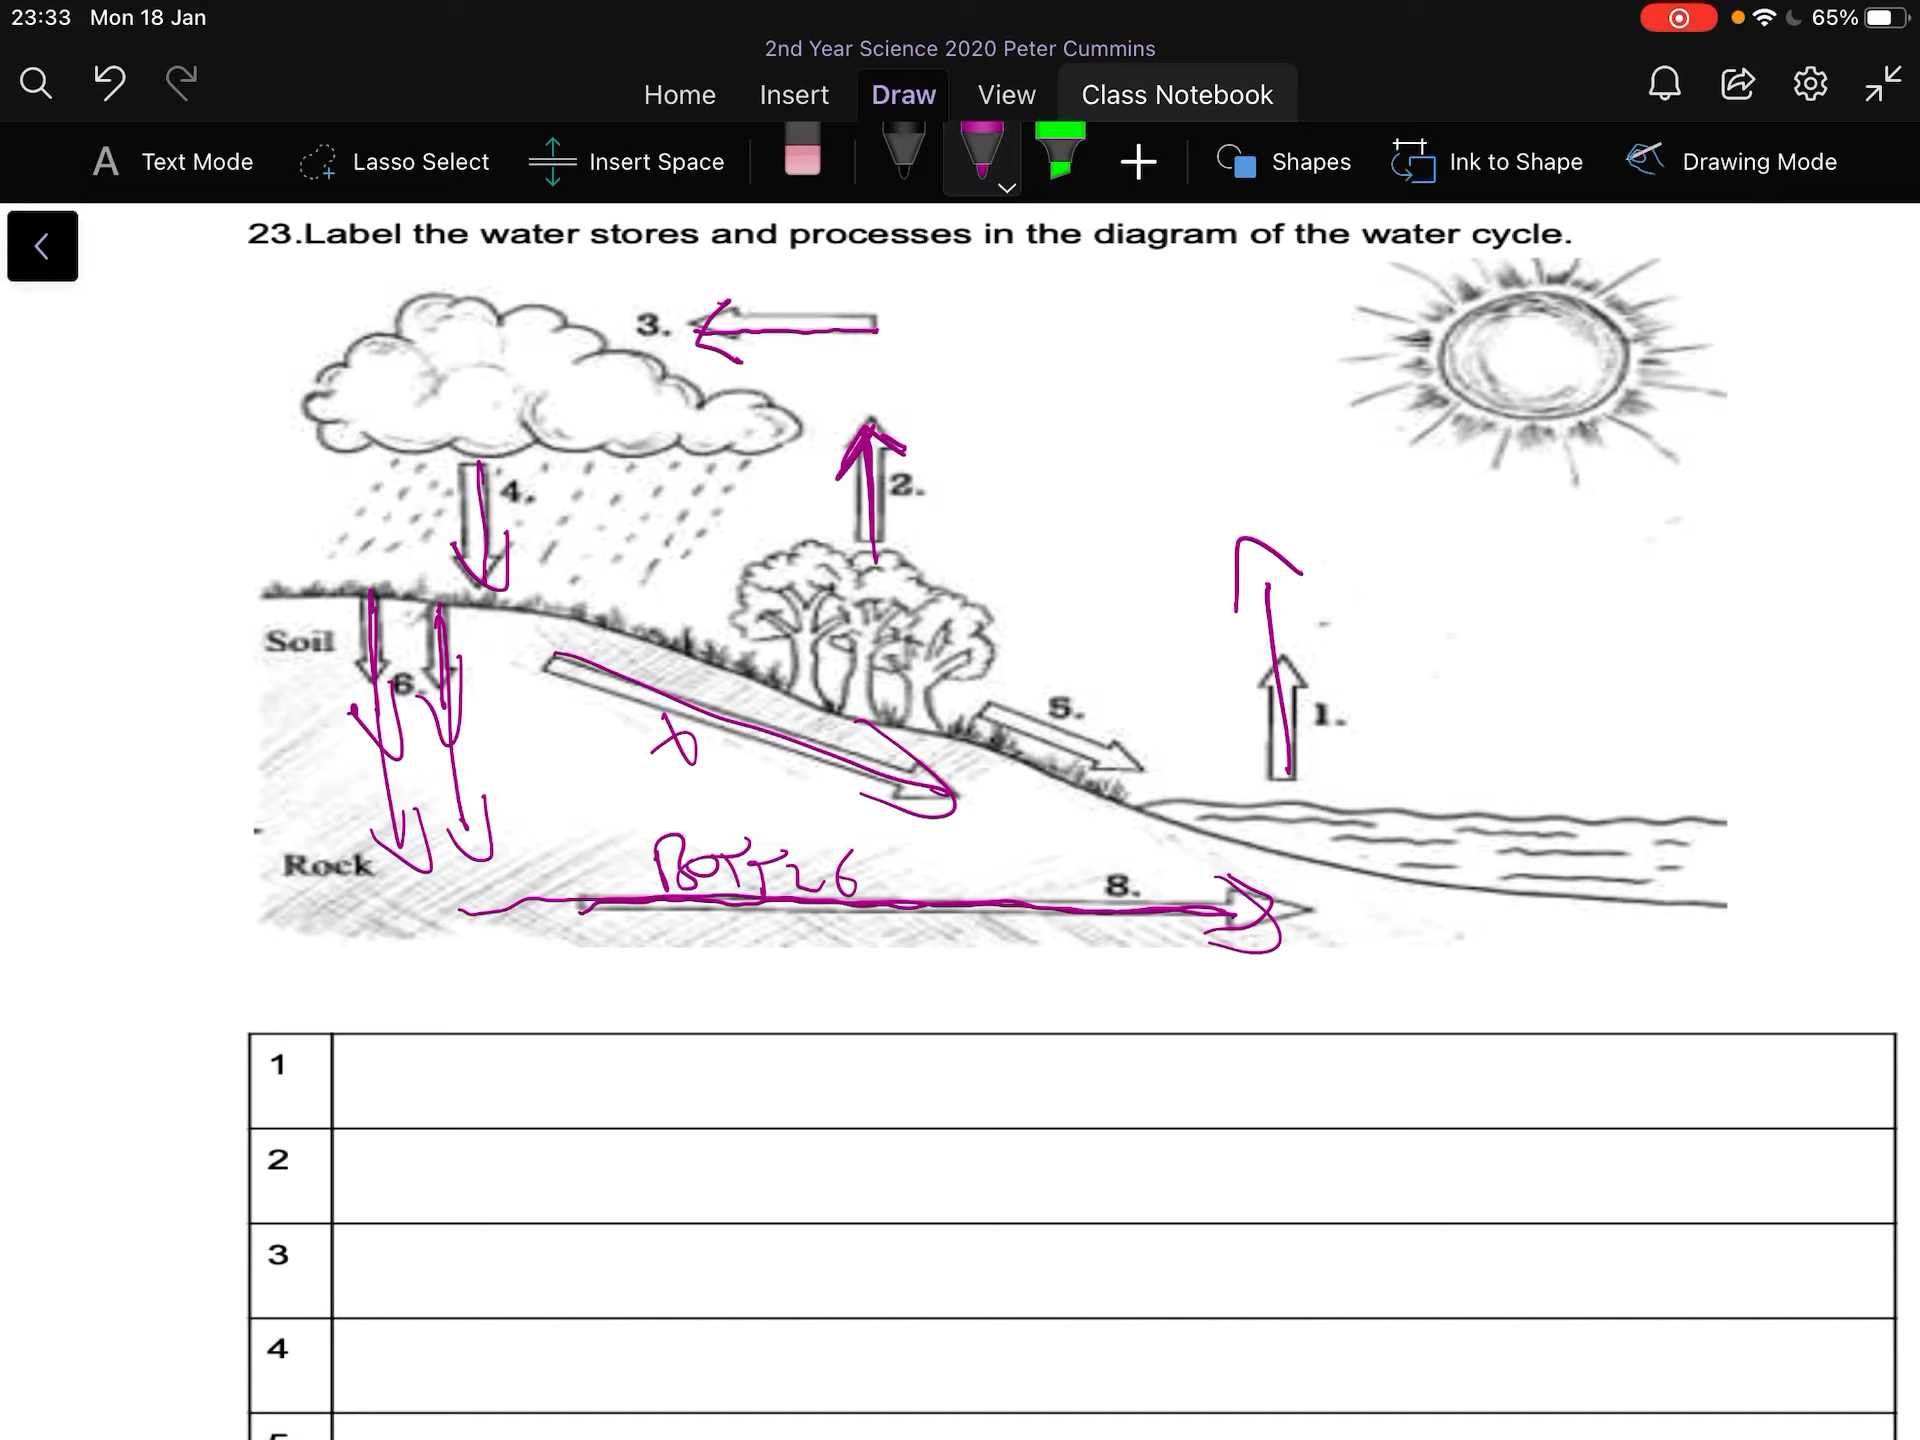 23:33 Mon 18 Jan 65%
2nd Year Science 2020 Peter Cummins
Home Insert Draw View Class Notebook
A Text Mode Lasso Select Insert Space Shapes Ink to Shape Drawing Mode
23.Label the water stores and processes in the diagram of the water cycle.
3.
4.
2.
Soil
6.
5.
1.
Rock
8.
1
2
3
4